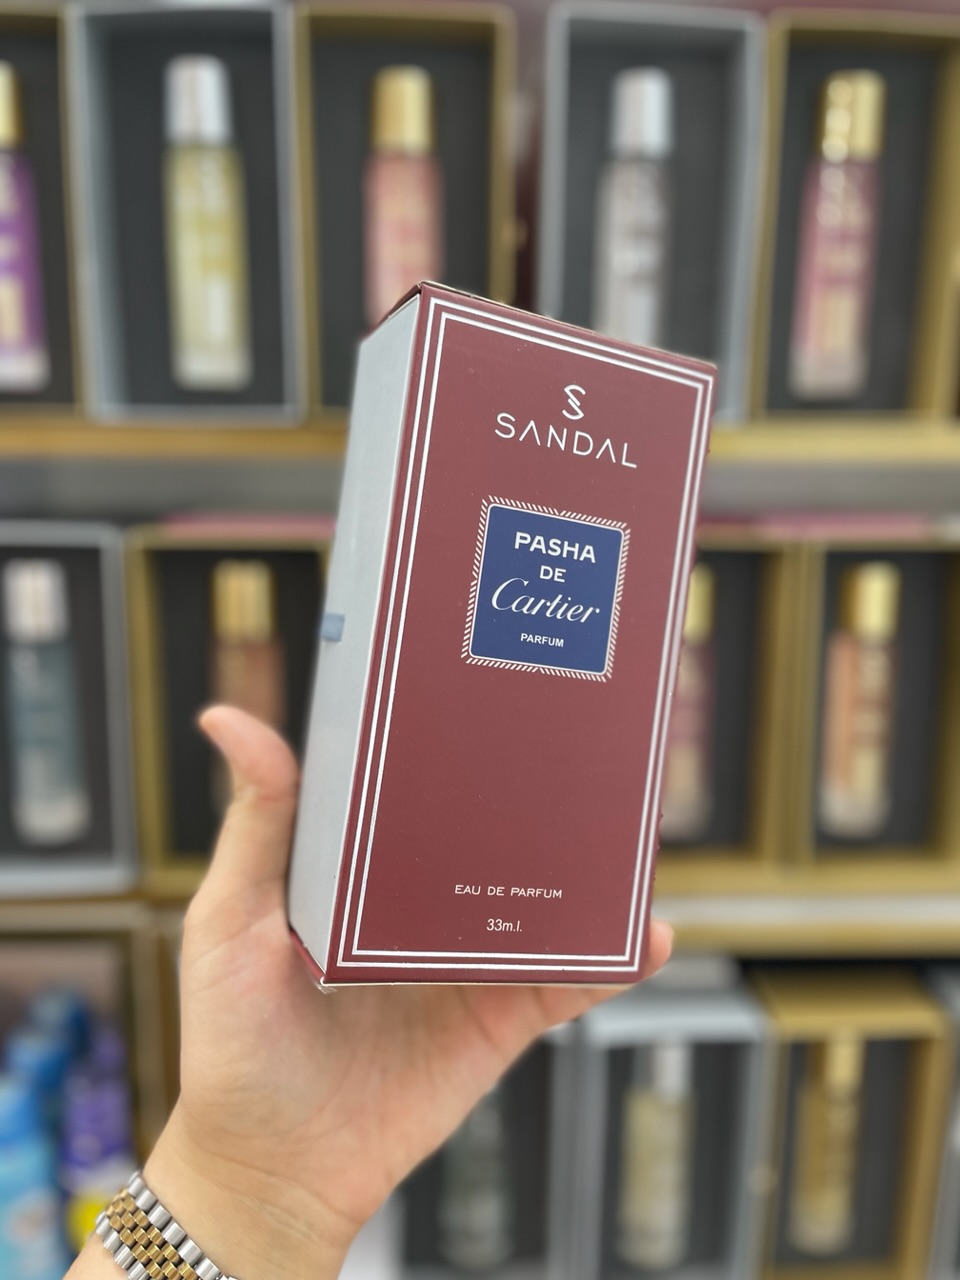 SANDAL
PASHA
DE
Cartier
PARFUM
EAU DE PARFUM
33m.l.